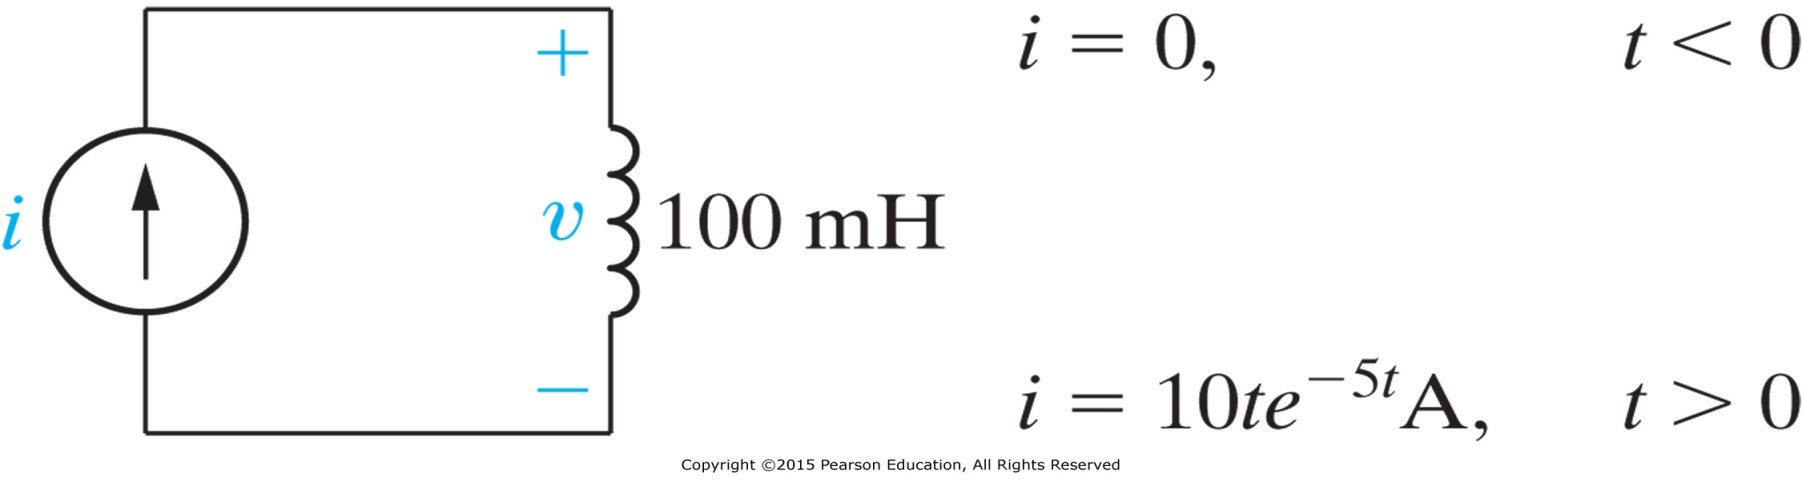 i = 0, t < 0
+
i
v
100 mH
−
i = 10te^{−5t}A, t > 0
Copyright ©2015 Pearson Education, All Rights Reserved